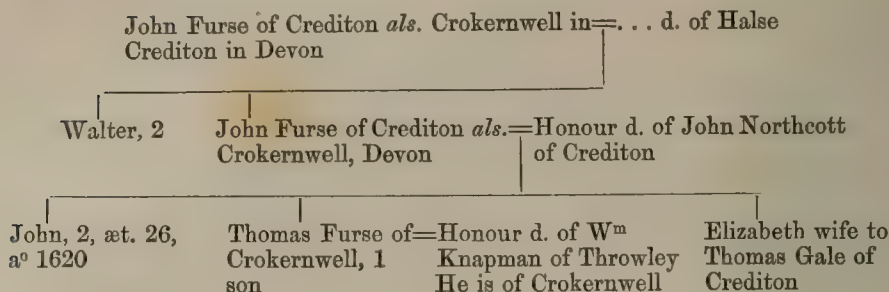 John Furse of Crediton als. Crokernwell in=. . . d. of Halse
Crediton in Devon
Walter, 2
John Furse of Crediton als.=Honour d. of John Northcott
Crokernwell, Devon
of Crediton
John, 2, æt. 26,
aº 1620
Thomas Furse of=Honour d. of Wᵐ
Crokernwell, 1
son
Knapman of Throwley
He is of Crokernwell
Elizabeth wife to
Thomas Gale of
Crediton